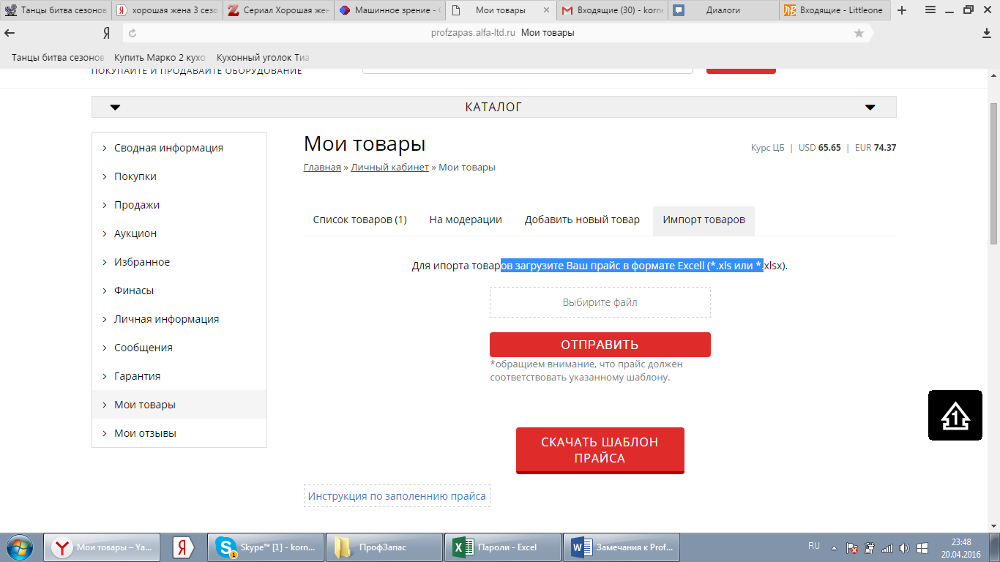 Танцы битва сезонов
хорошая жена 3 сезо
Сериал Хорошая жен
Машинное зрение - С
Мои товары
Входящие (30) - korne
Диалоги
Входящие - Littleone
profzapas.alfa-ltd.ru Мои товары
Танцы битва сезонов
Купить Марко 2 кухо
Кухонный уголок Тиа
ПОКУПАЙТЕ И ПРОДАВАЙТЕ ОБОРУДОВАНИЕ
КАТАЛОГ
Сводная информация
Покупки
Продажи
Аукцион
Избранное
Финасы
Личная информация
Сообщения
Гарантия
Мои товары
Мои отзывы
Мои товары
Курс ЦБ | USD 65.65 | EUR 74.37
Главная » Личный кабинет » Мои товары
Список товаров (1)
На модерации
Добавить новый товар
Импорт товаров
Для ипорта товаров загрузите Ваш прайс в формате Excell (*.xls или *.xlsx).
Выбирите файл
ОТПРАВИТЬ
*обращием внимание, что прайс должен
соответствовать указанному шаблону.
1
СКАЧАТЬ ШАБЛОН
ПРАЙСА
Инструкция по заполеннию прайса
Мои товары – Ya...
Skype™ [1] - korn...
ПрофЗапас
Пароли - Excel
Замечания к Prof...
RU
23:48
20.04.2016